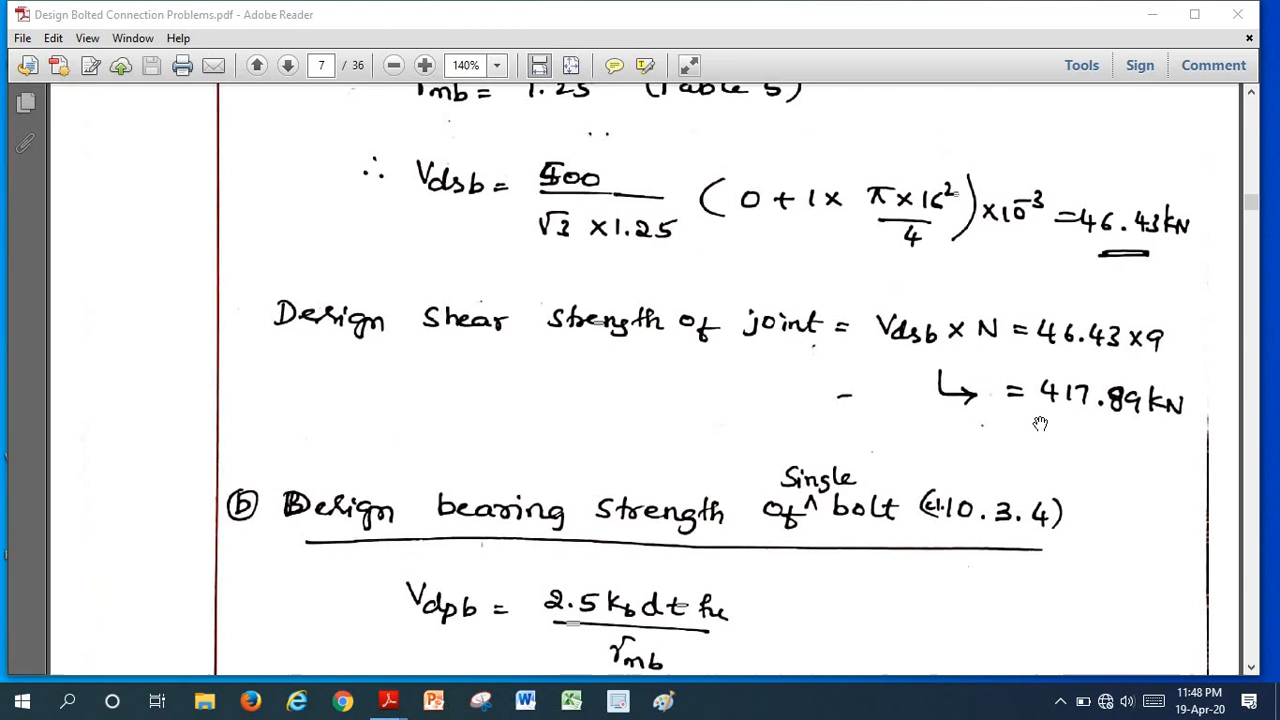 Design Bolted Connection Problems.pdf - Adobe Reader
File Edit View Window Help
7 / 36 140% Tools Sign Comment
γmb = 1.25 (Table 5)
∴ Vdsb = 400 / √3 × 1.25 (0 + 1 × π × 16² / 4) × 10⁻³ = 46.43 kN
Design shear strength of joint = Vdsb × N = 46.43 × 9
↳ = 417.89 kN
ⓑ Design bearing strength of ^ Single bolt (cl.10.3.4)
Vdpb = 2.5 kb d t fu / γmb
11:48 PM
19-Apr-20